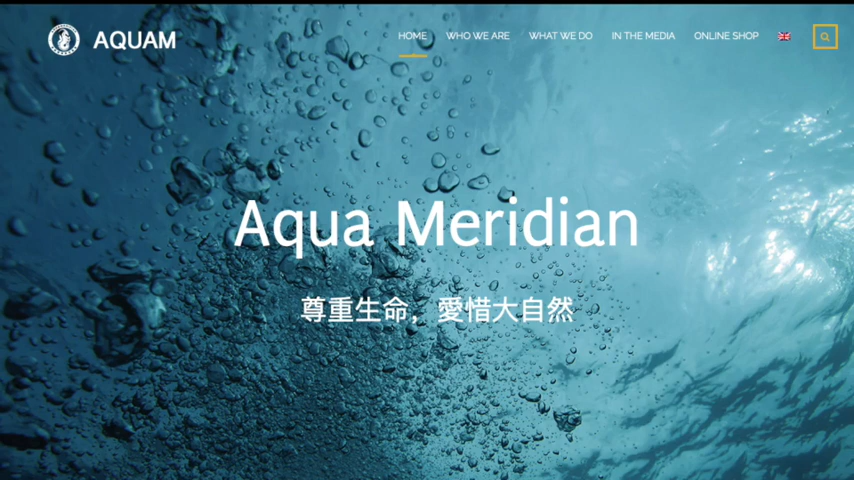 AQUAM
HOME
WHO WE ARE
WHAT WE DO
IN THE MEDIA
ONLINE SHOP
Aqua Meridian
尊重生命，愛惜大自然